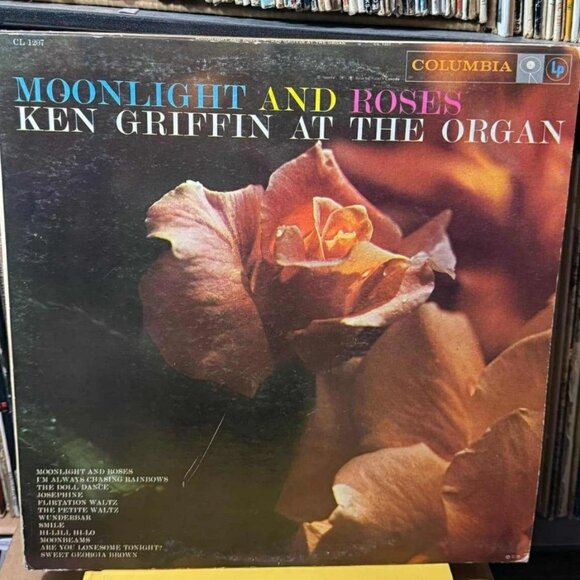 CL 1207
COLUMBIA
LP
MOONLIGHT AND ROSES
KEN GRIFFIN AT THE ORGAN
MOONLIGHT AND ROSES
I'M ALWAYS CHASING RAINBOWS
THE DOLL DANCE
JOSEPHINE
FLIRTATION WALTZ
THE PETITE WALTZ
WUNDERBAR
SMILE
HI-LILI, HI-LO
MOONBEAMS
ARE YOU LONESOME TONIGHT?
SWEET GEORGIA BROWN